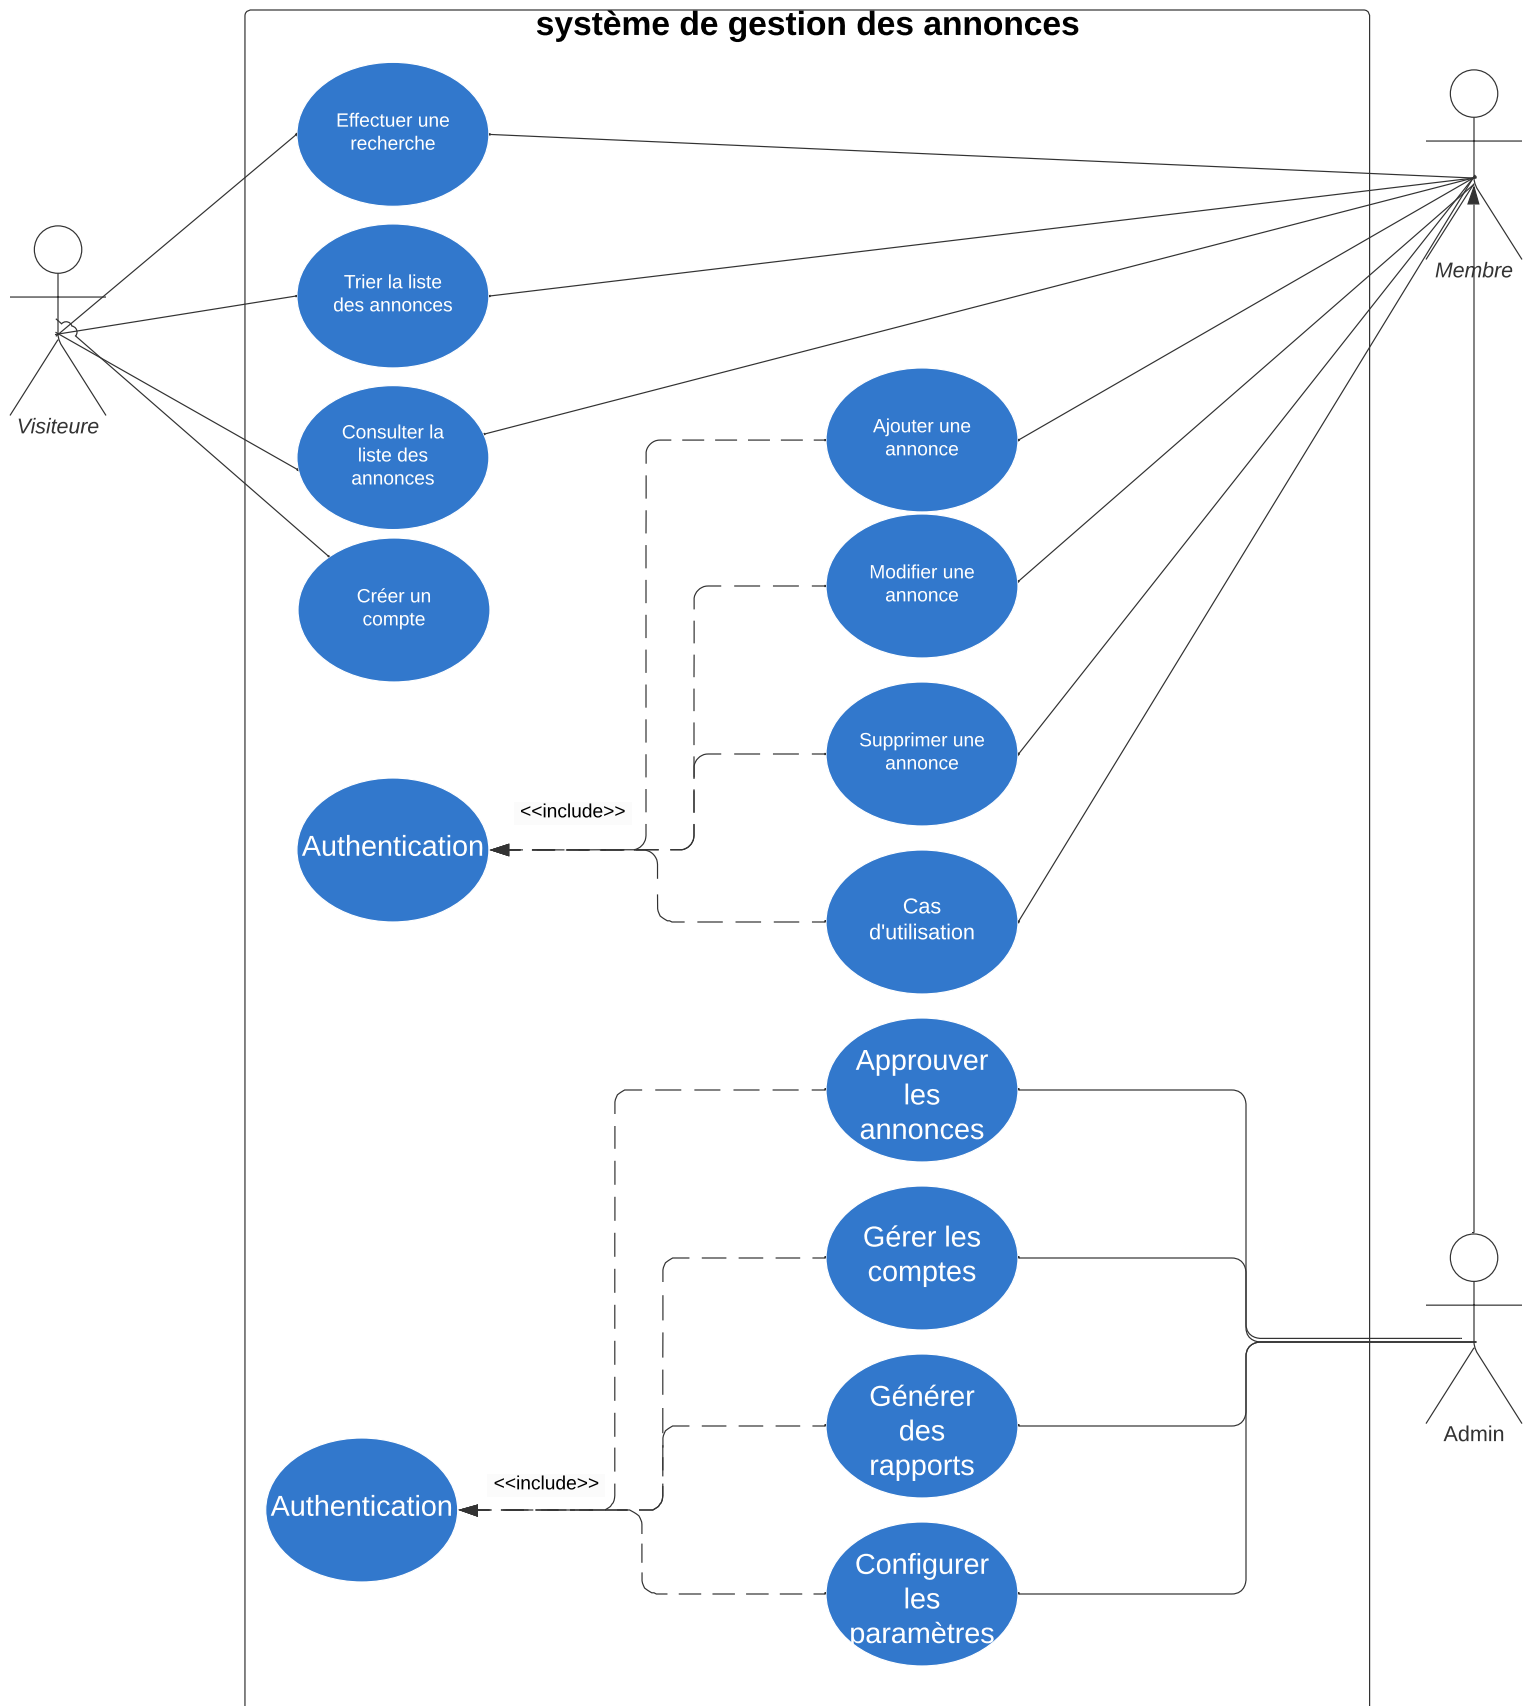 système de gestion des annonces
Effectuer une
recherche
Trier la liste
des annonces
Membre
Visiteure
Consulter la
liste des
annonces
Ajouter une
annonce
Créer un
compte
Modifier une
annonce
Supprimer une
annonce
<<include>>
Authentication
Cas
d'utilisation
Approuver
les
annonces
Gérer les
comptes
Générer
des
rapports
Admin
<<include>>
Authentication
Configurer
les
paramètres